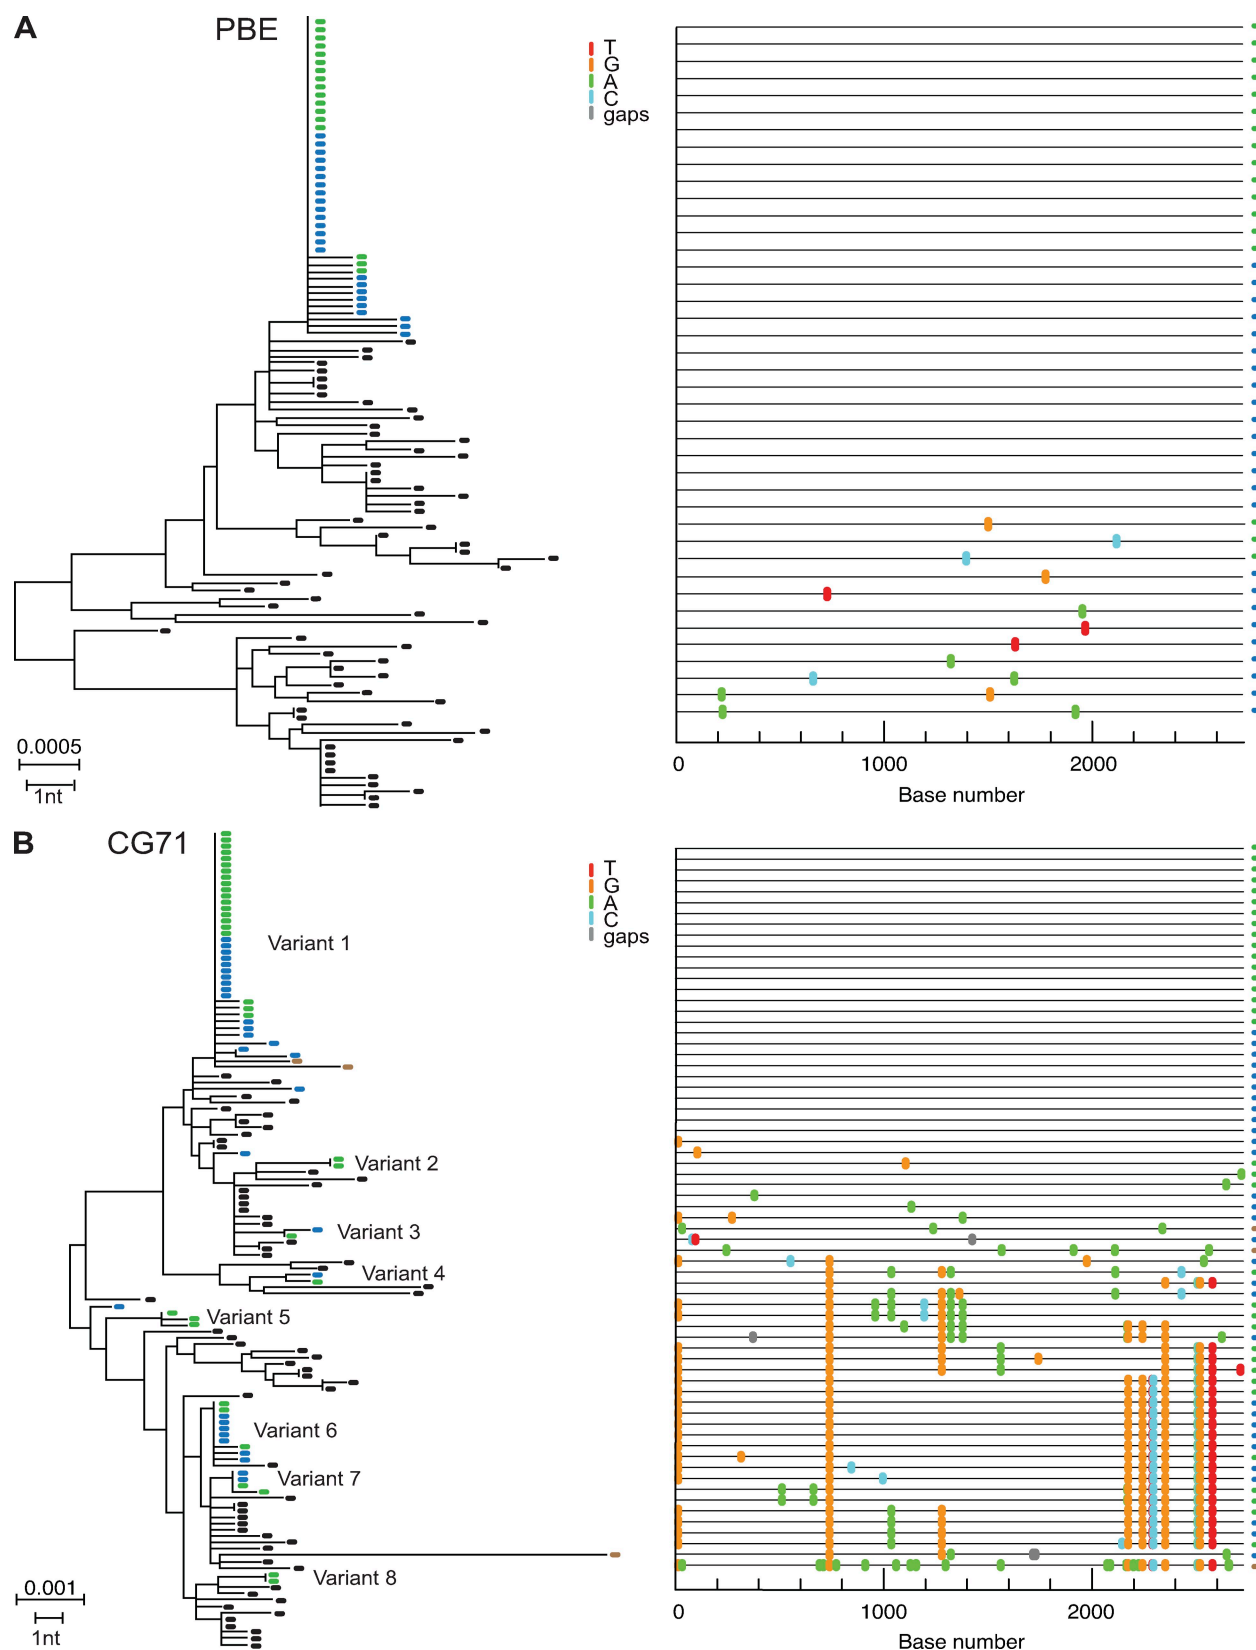 A
PBE
T
G
A
C
gaps
0.0005
1nt
0
1000
2000
Base number
B
CG71
T
G
A
C
gaps
Variant 1
Variant 2
Variant 3
Variant 4
Variant 5
Variant 6
Variant 7
Variant 8
0.001
1nt
0
1000
2000
Base number